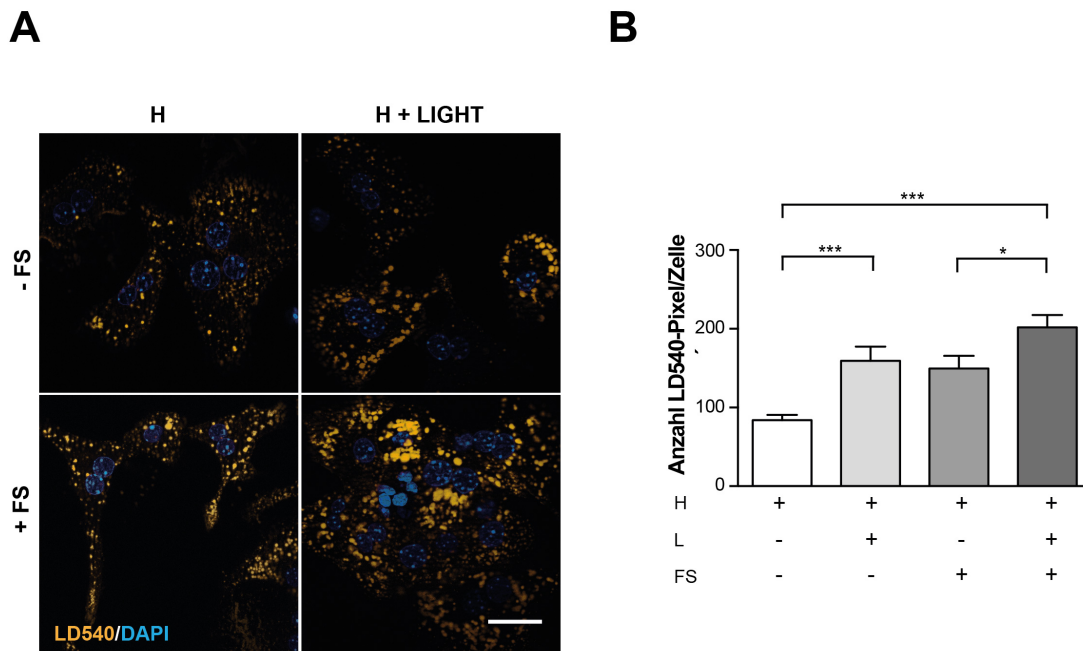 A
H
H + LIGHT
- FS
+ FS
LD540/DAPI
B
Anzahl LD540-Pixel/Zelle
300
200
100
0
***
***
*
H + + + +
L - + - +
FS - - + +